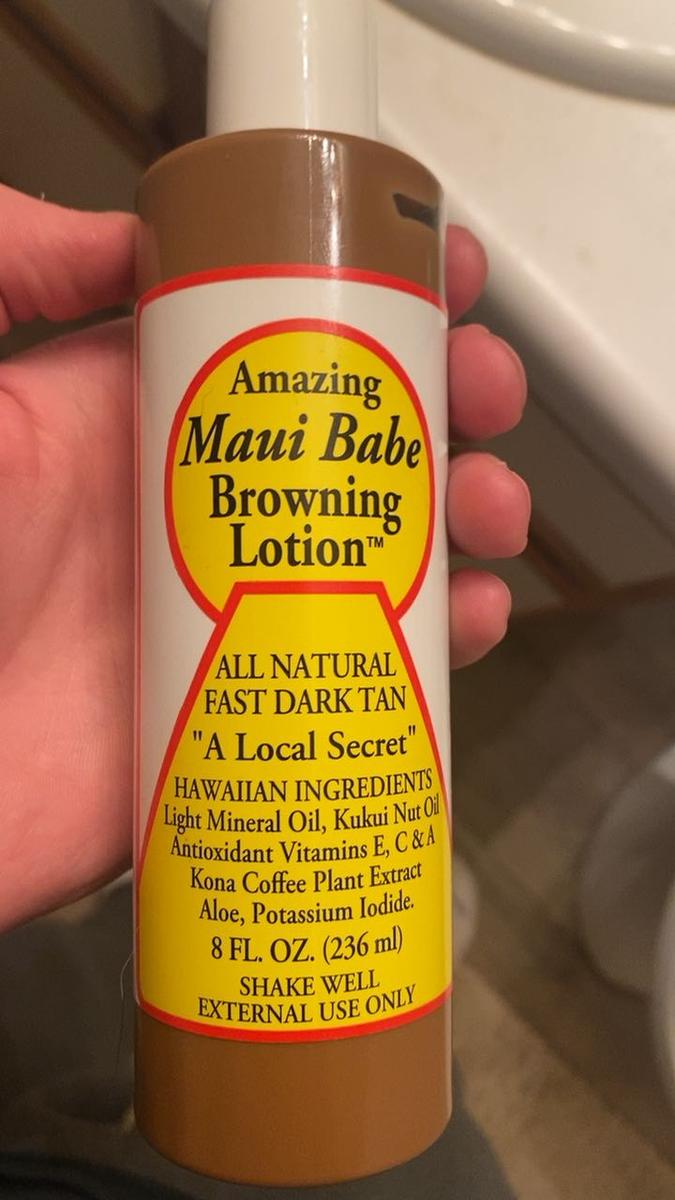 Amazing
Maui Babe
Browning
Lotion™
ALL NATURAL
FAST DARK TAN
"A Local Secret"
HAWAIIAN INGREDIENTS
Light Mineral Oil, Kukui Nut Oil
Antioxidant Vitamins E, C & A
Kona Coffee Plant Extract
Aloe, Potassium Iodide.
8 FL. OZ. (236 ml)
SHAKE WELL
EXTERNAL USE ONLY